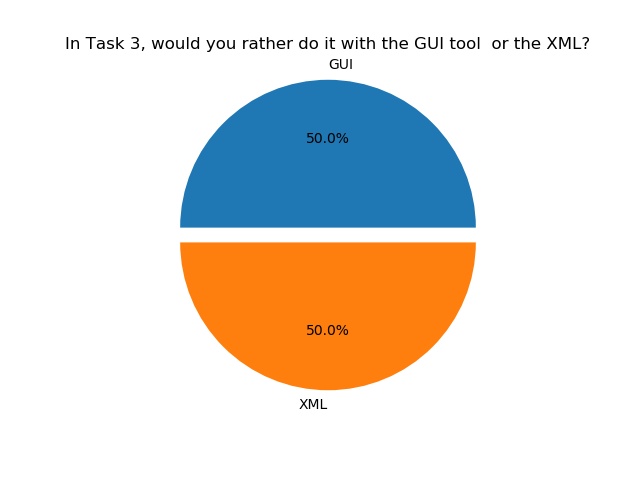 In Task 3, would you rather do it with the GUI tool  or the XML?
GUI
50.0%
50.0%
XML